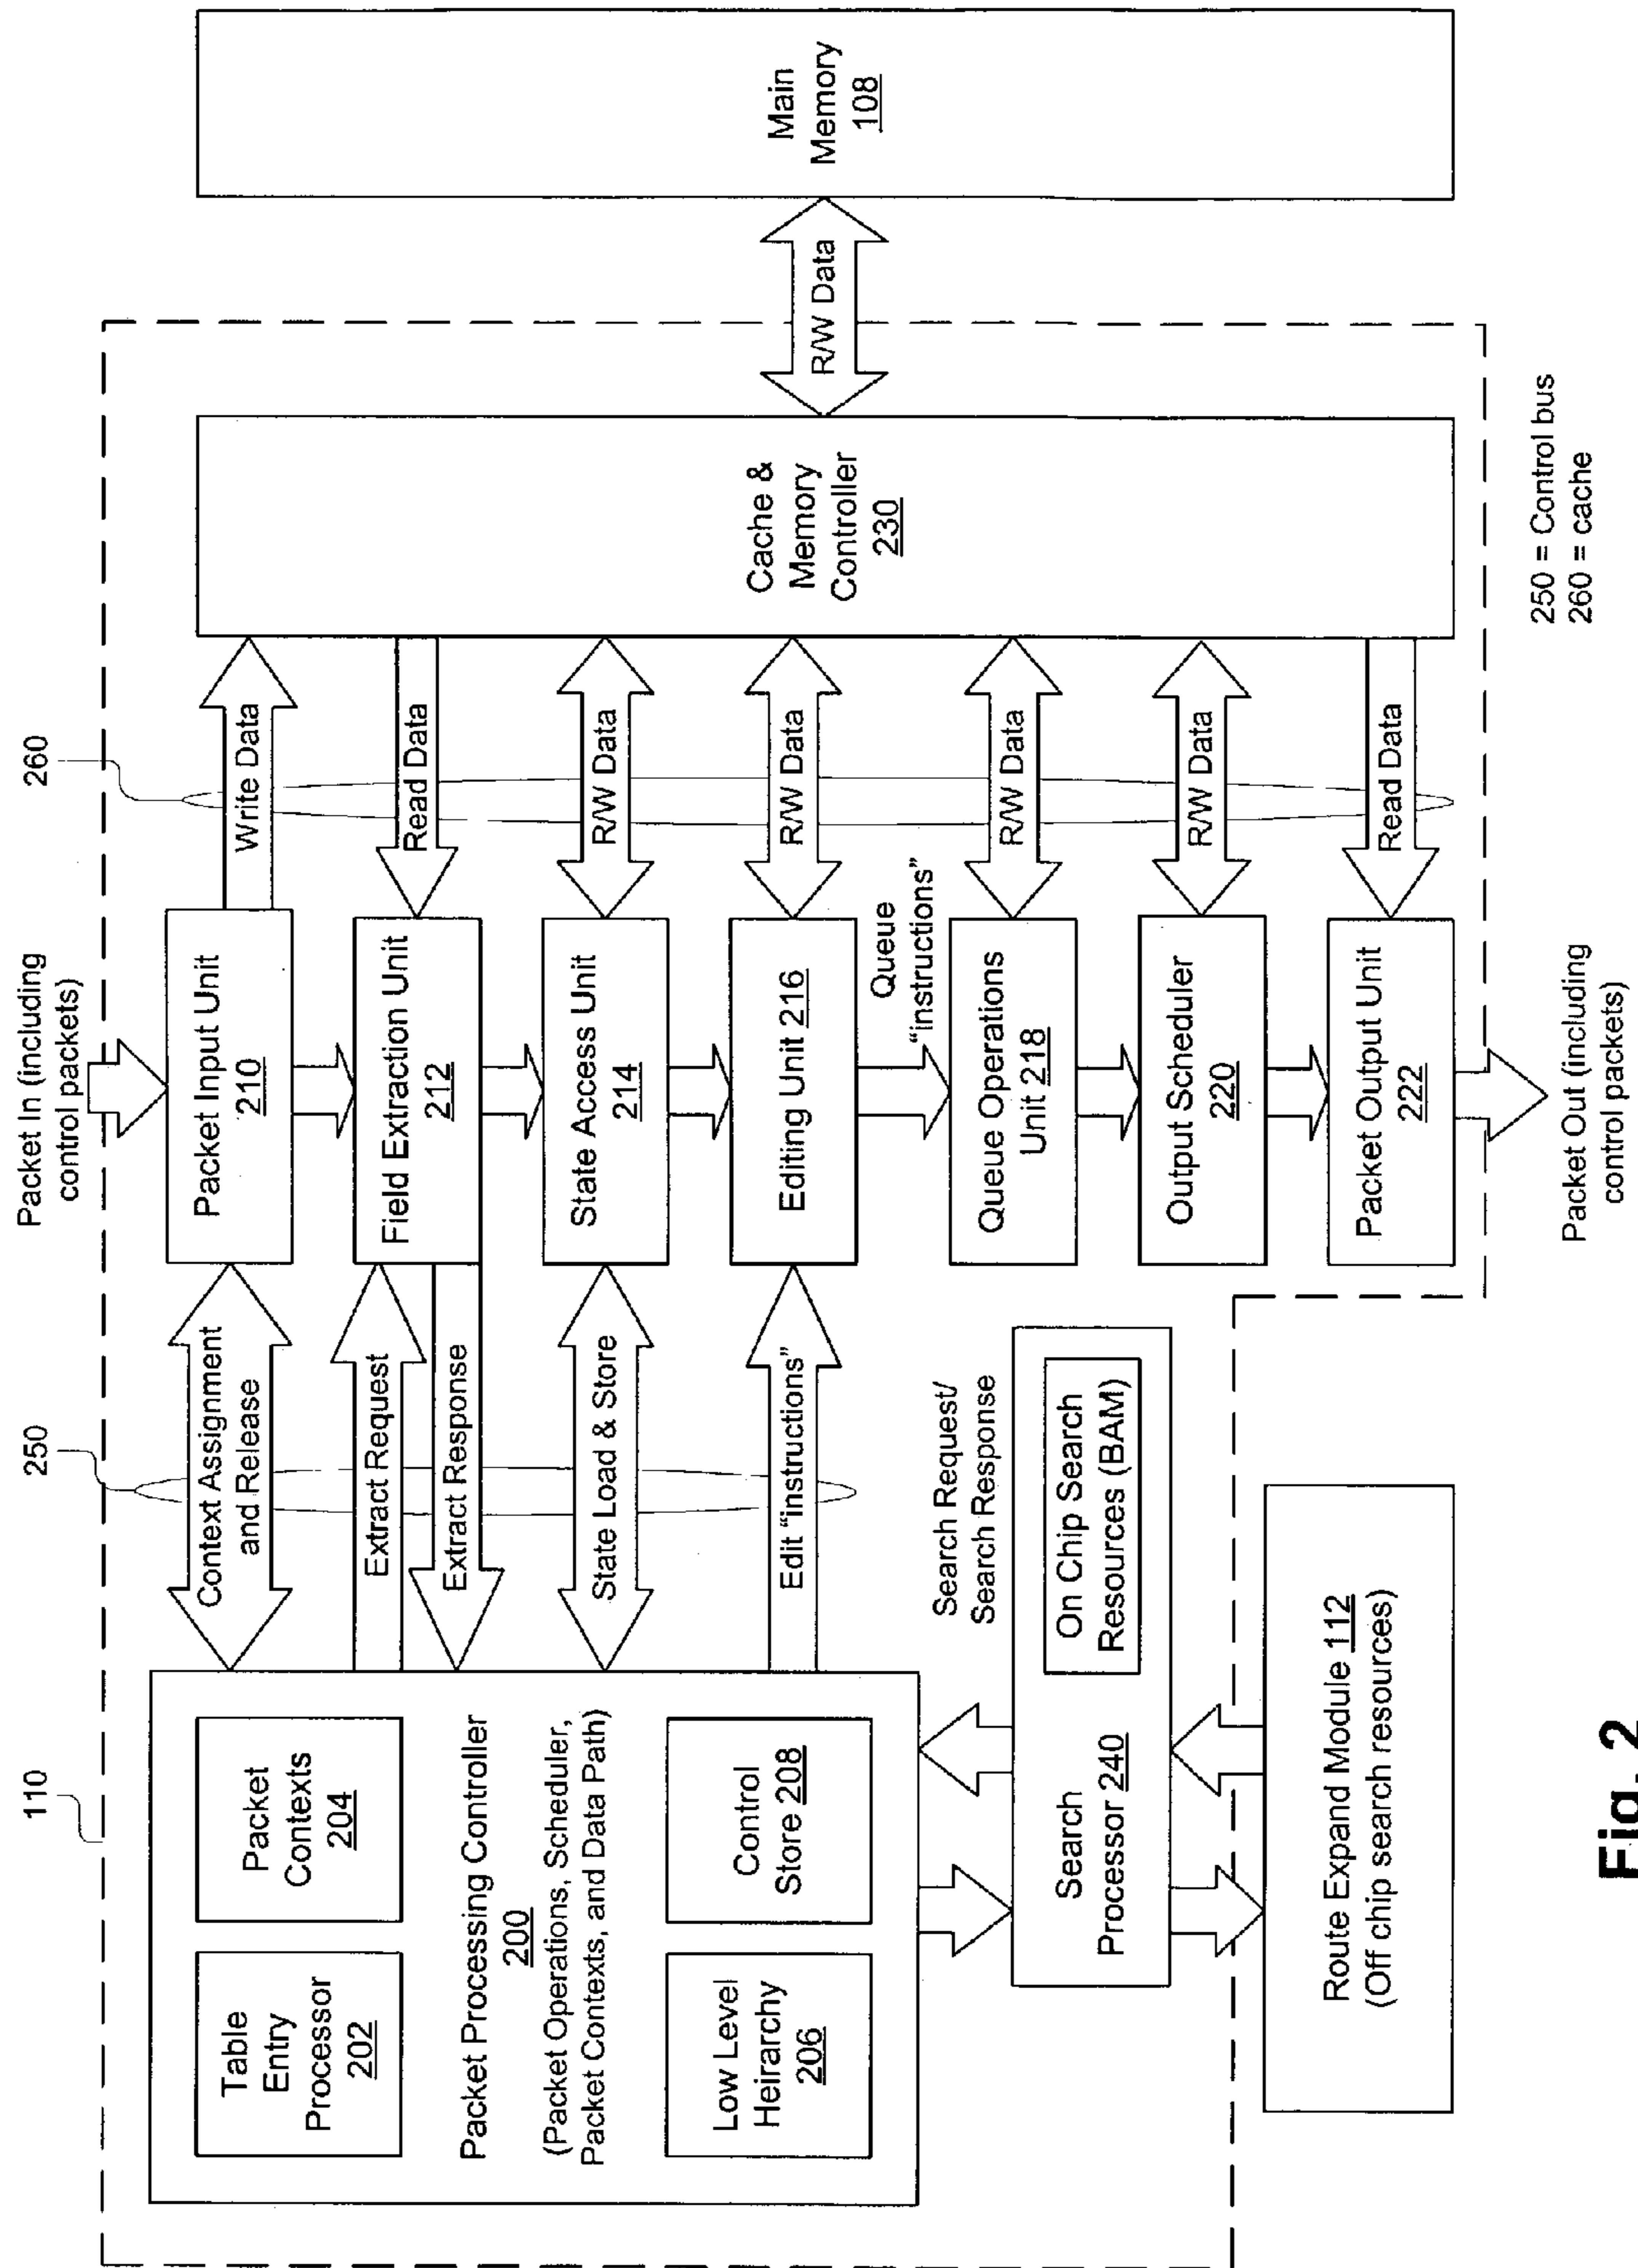 110
250
260
Packet In (including
control packets)
Table
Entry
Processor
202
Packet
Contexts
204
Packet Processing Controller
200
(Packet Operations, Scheduler,
Packet Contexts, and Data Path)
Low Level
Heirarchy
206
Control
Store 208
Context Assignment
and Release
Extract Request
Extract Response
State Load & Store
Edit “instructions”
Packet Input Unit
210
Field Extraction Unit
212
State Access Unit
214
Editing Unit 216
Queue
“instructions”
Queue Operations
Unit 218
Output Scheduler
220
Packet Output Unit
222
Write Data
Read Data
R/W Data
R/W Data
R/W Data
R/W Data
Read Data
Cache &
Memory
Controller
230
R/W Data
Main
Memory
108
Search Request/
Search Response
Search
Processor 240
On Chip Search
Resources (BAM)
Route Expand Module 112
(Off chip search resources)
Packet Out (including
control packets)
250 = Control bus
260 = cache
Fig. 2